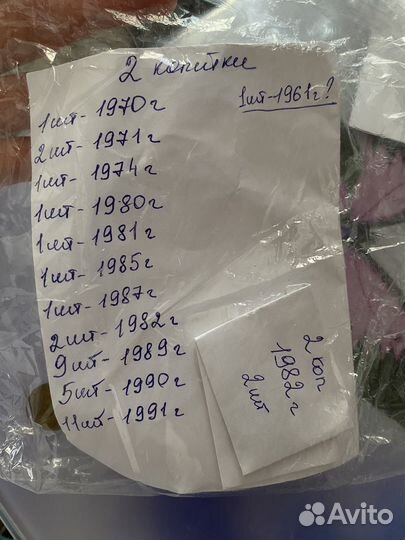 2 копитки
1шт-1961г?
1шт-1970г
2шт-1971г
1шт-1974г
1шт-1980г
1шт-1981г
1шт-1985г
1шт-1987г
2шт-1982г
9шт-1989г
5шт-1990г
11шт-1991г
2 коп
1982г
2шт
Avito